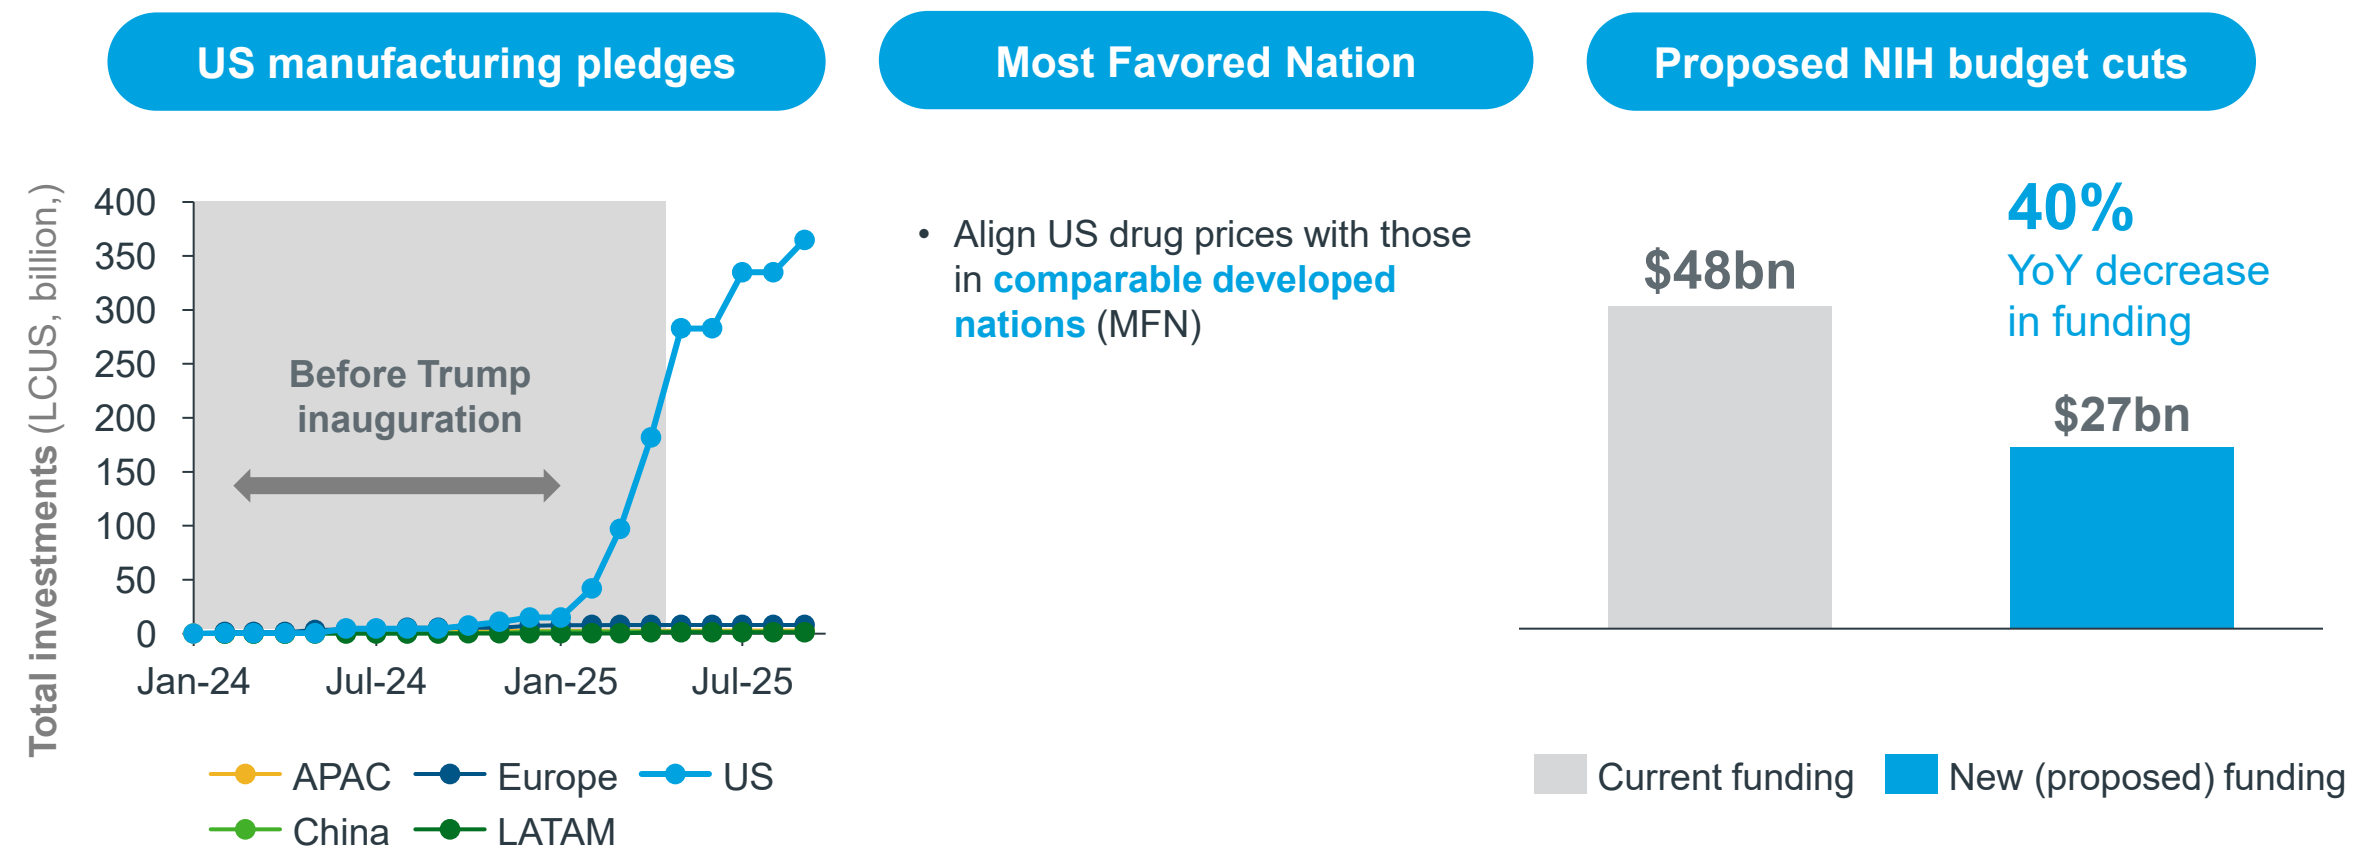 US manufacturing pledges
Most Favored Nation
Proposed NIH budget cuts
Total investments (LCUS, billion,)
400
350
300
250
200
150
100
50
0
Before Trump
inauguration
Jan-24
Jul-24
Jan-25
Jul-25
APAC
Europe
US
China
LATAM
• Align US drug prices with those
in comparable developed
nations (MFN)
$48bn
40%
YoY decrease
in funding
$27bn
Current funding
New (proposed) funding